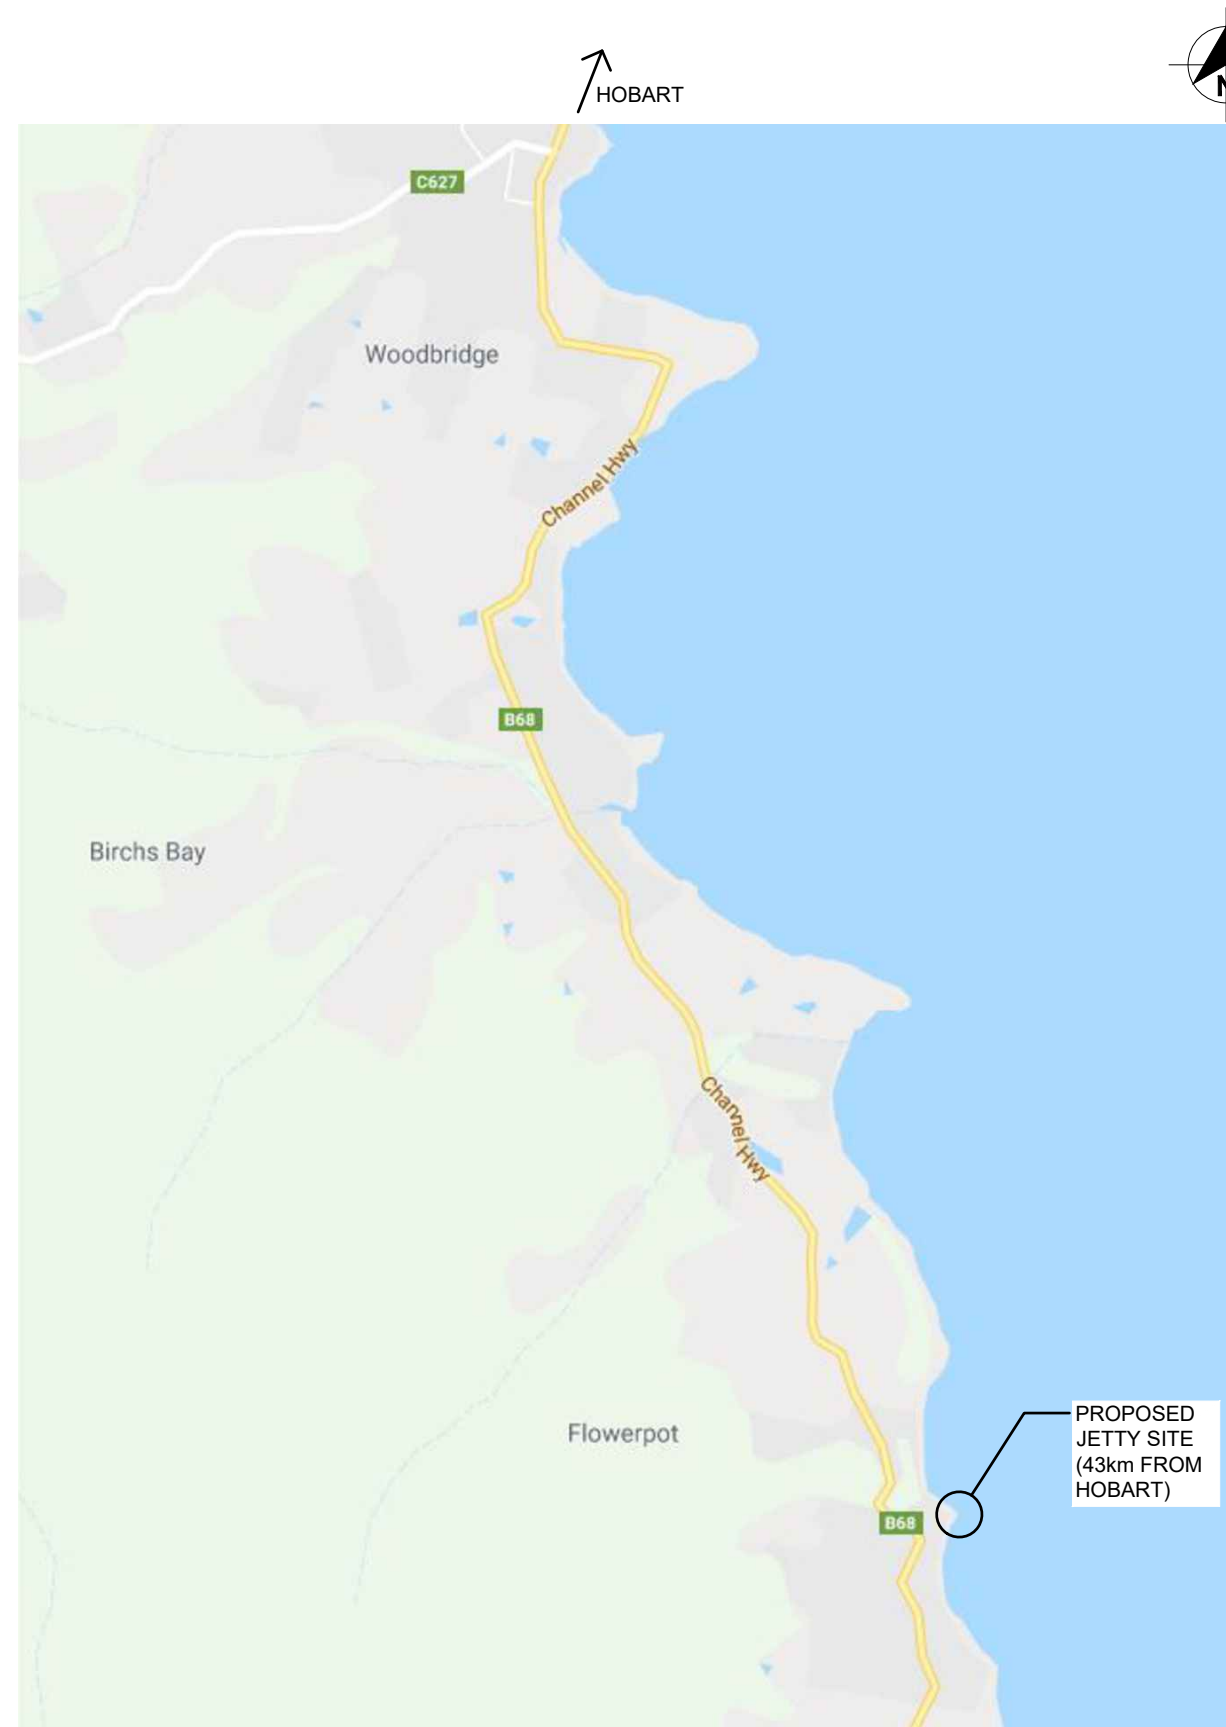 HOBART
N
C627
Woodbridge
Channel Hwy
B68
Birchs Bay
Channel Hwy
PROPOSED
JETTY SITE
(43km FROM
HOBART)
Flowerpot
B68